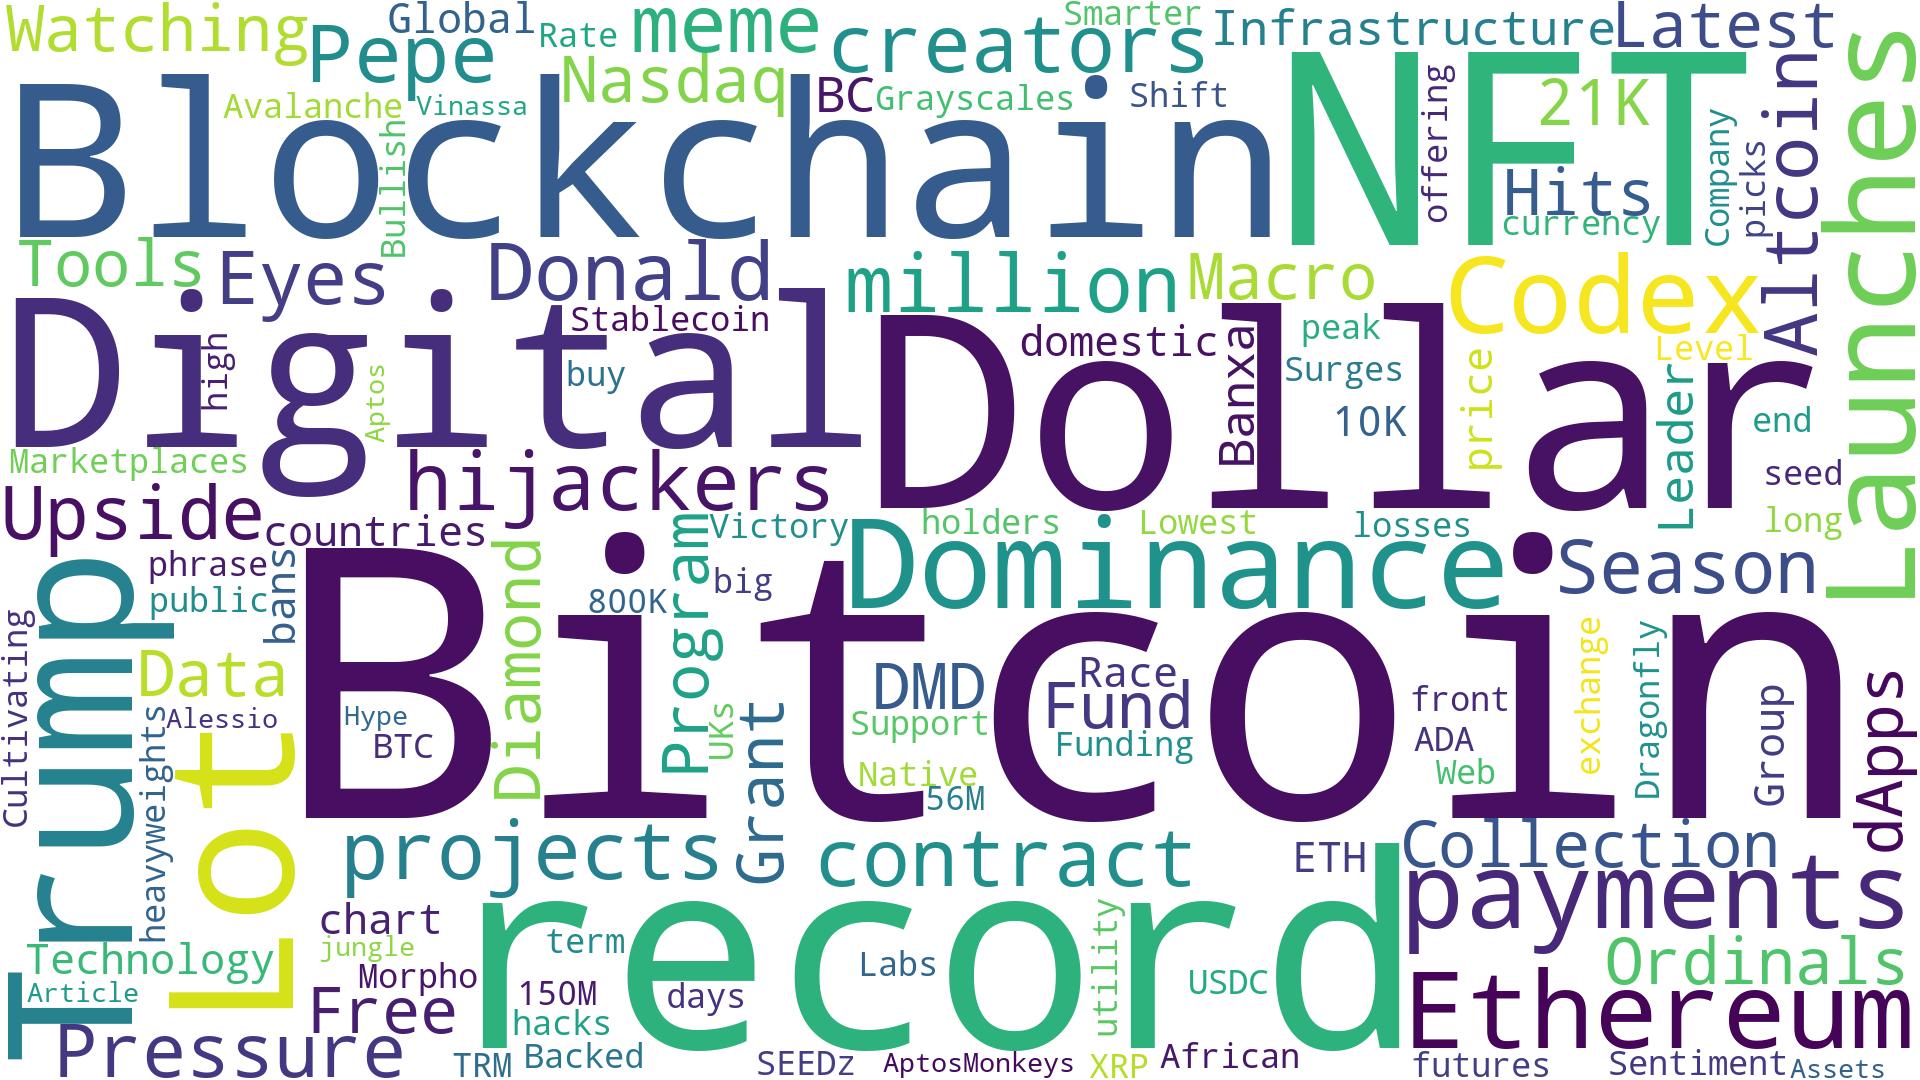 Watching
Global
Pepe
Rate
meme
creators
Smarter
Infrastructure
Latest
Nasdaq
BC
Grayscales
Shift
Avalanche
Vinassa
Blockchain
NFT
21K
Hits
currency
offering
Company
picks
Altcoin
Launches
Bullish
Tools
Eyes
Donald
million
Macro
Codex
Level
Digital
Stablecoin
buy
high
Aptos
Dollar
domestic
Banxa
peak
Surges
10K
price
Leader
end
seed
long
Marketplaces
hijackers
Upside
countries
Victory
holders
Lowest
losses
Dominance
Season
phrase
public
bans
Diamond
800K
Program
big
Bitcoin
Trump
Cultivating
Data
Alessio
heavyweights
Lot
Hype
BTC
UKs
Grant
DMD
Support
Race
Fund
Funding
Native
56M
front
ADA
Web
exchange
Dragonfly
Group
dApps
projects
contract
ETH
Collection
payments
record
chart
jungle
Morpho
Free
term
150M
hacks
days
Labs
utility
USDC
Ordinals
Ethereum
Technology
Article
Pressure
TRM
Backed
SEEDz
AptosMonkeys
XRP
African
futures
Sentiment
Assets